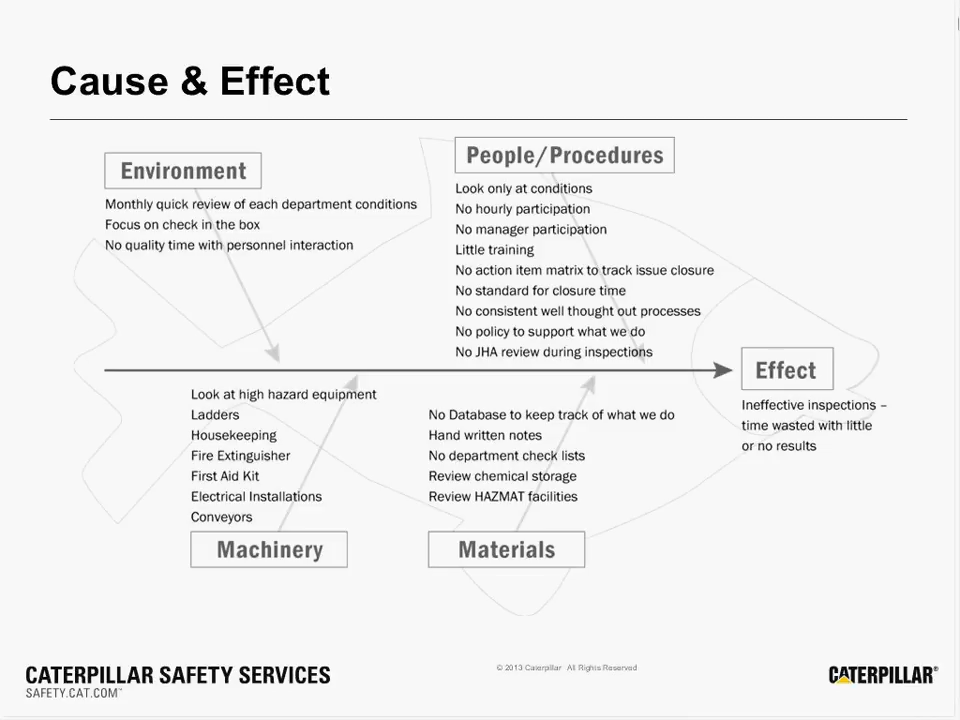 Cause & Effect
Environment
Monthly quick review of each department conditions
Focus on check in the box
No quality time with personnel interaction
People/Procedures
Look only at conditions
No hourly participation
No manager participation
Little training
No action item matrix to track issue closure
No standard for closure time
No consistent well thought out processes
No policy to support what we do
No JHA review during inspections
Effect
Ineffective inspections –
time wasted with little
or no results
Look at high hazard equipment
Ladders
Housekeeping
Fire Extinguisher
First Aid Kit
Electrical Installations
Conveyors
Machinery
No Database to keep track of what we do
Hand written notes
No department check lists
Review chemical storage
Review HAZMAT facilities
Materials
CATERPILLAR SAFETY SERVICES
SAFETY.CAT.COM™
© 2013 Caterpillar All Rights Reserved
CATERPILLAR®